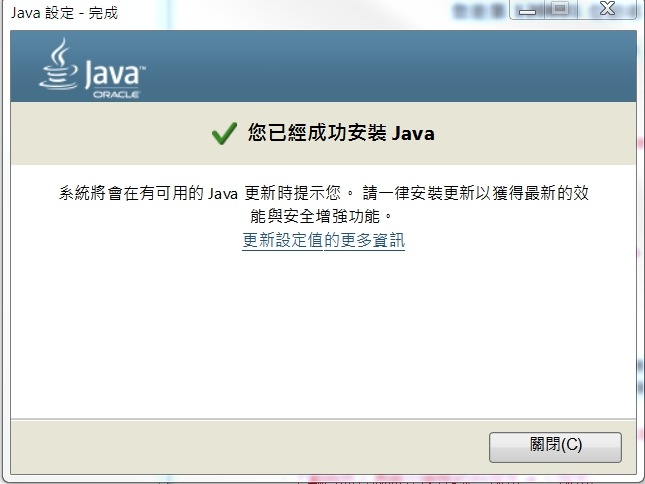 Java 設定 - 完成
Java™
ORACLE
您已經成功安裝 Java
系統將會在有可用的 Java 更新時提示您。 請一律安裝更新以獲得最新的效
能與安全增強功能。
更新設定值的更多資訊
關閉(C)